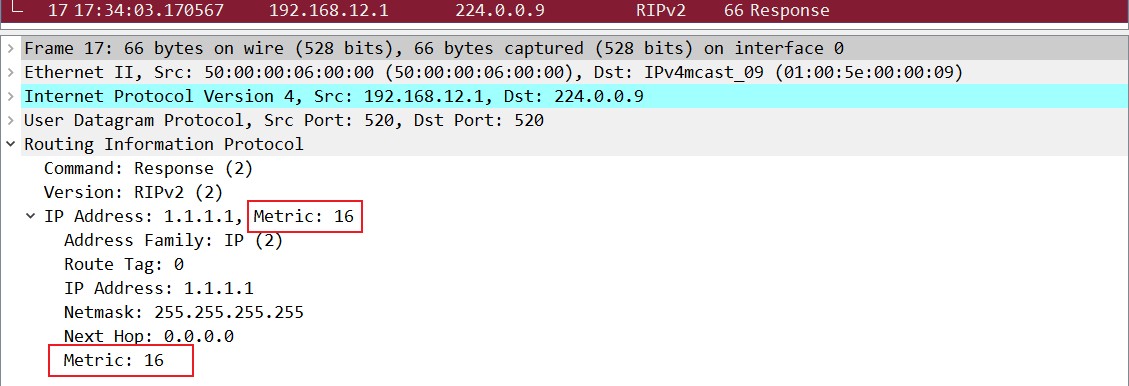 17 17:34:03.170567 192.168.12.1 224.0.0.9 RIPv2 66 Response
Frame 17: 66 bytes on wire (528 bits), 66 bytes captured (528 bits) on interface 0
Ethernet II, Src: 50:00:00:06:00:00 (50:00:00:06:00:00), Dst: IPv4mcast_09 (01:00:5e:00:00:09)
Internet Protocol Version 4, Src: 192.168.12.1, Dst: 224.0.0.9
User Datagram Protocol, Src Port: 520, Dst Port: 520
Routing Information Protocol
Command: Response (2)
Version: RIPv2 (2)
IP Address: 1.1.1.1, Metric: 16
Address Family: IP (2)
Route Tag: 0
IP Address: 1.1.1.1
Netmask: 255.255.255.255
Next Hop: 0.0.0.0
Metric: 16